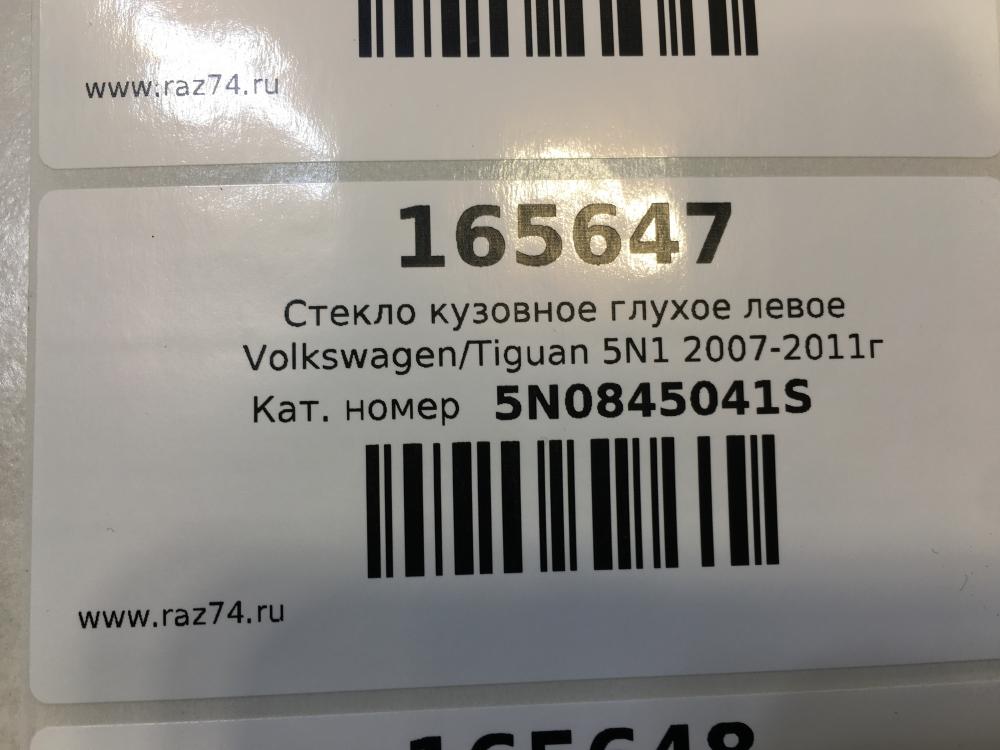 www.raz74.ru
165647
Стекло кузовное глухое левое
Volkswagen/Tiguan 5N1 2007-2011г
Кат. номер 5N0845041S
www.raz74.ru
165648